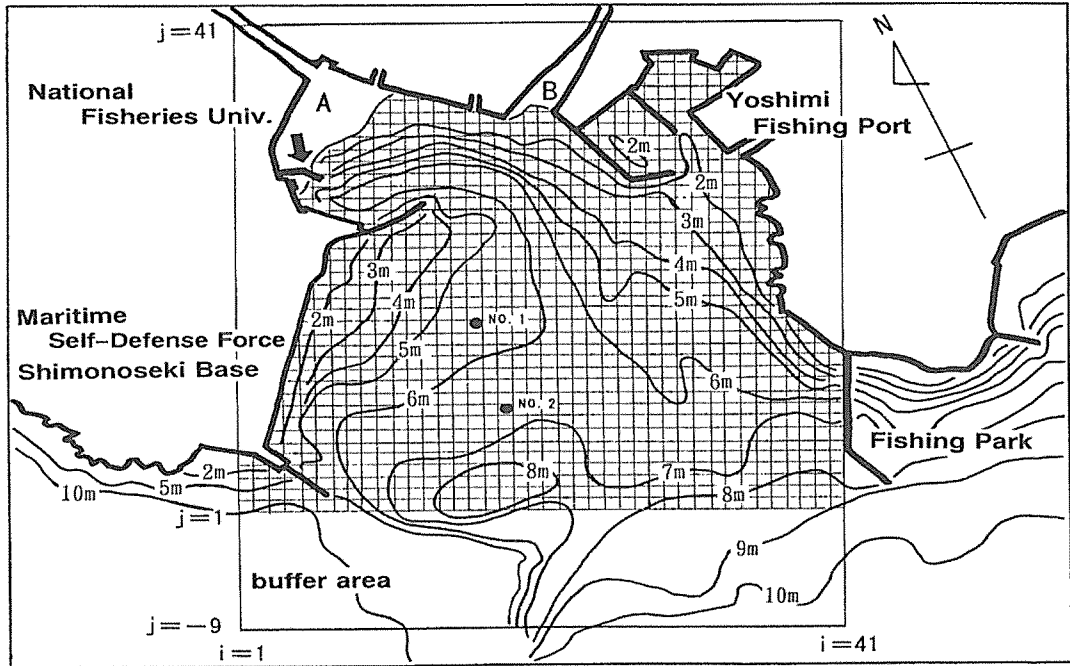 j=41
N
National
Fisheries Univ.
A
B
Yoshimi
Fishing Port
2m
2m
3m
4m
5m
3m
4m
2m
5m
NO. 1
Maritime
Self-Defense Force
Shimonoseki Base
6m
6m
NO. 2
Fishing Park
2m
5m
10m
8m
7m
8m
j=1
9m
buffer area
10m
j=-9
i=1
i=41